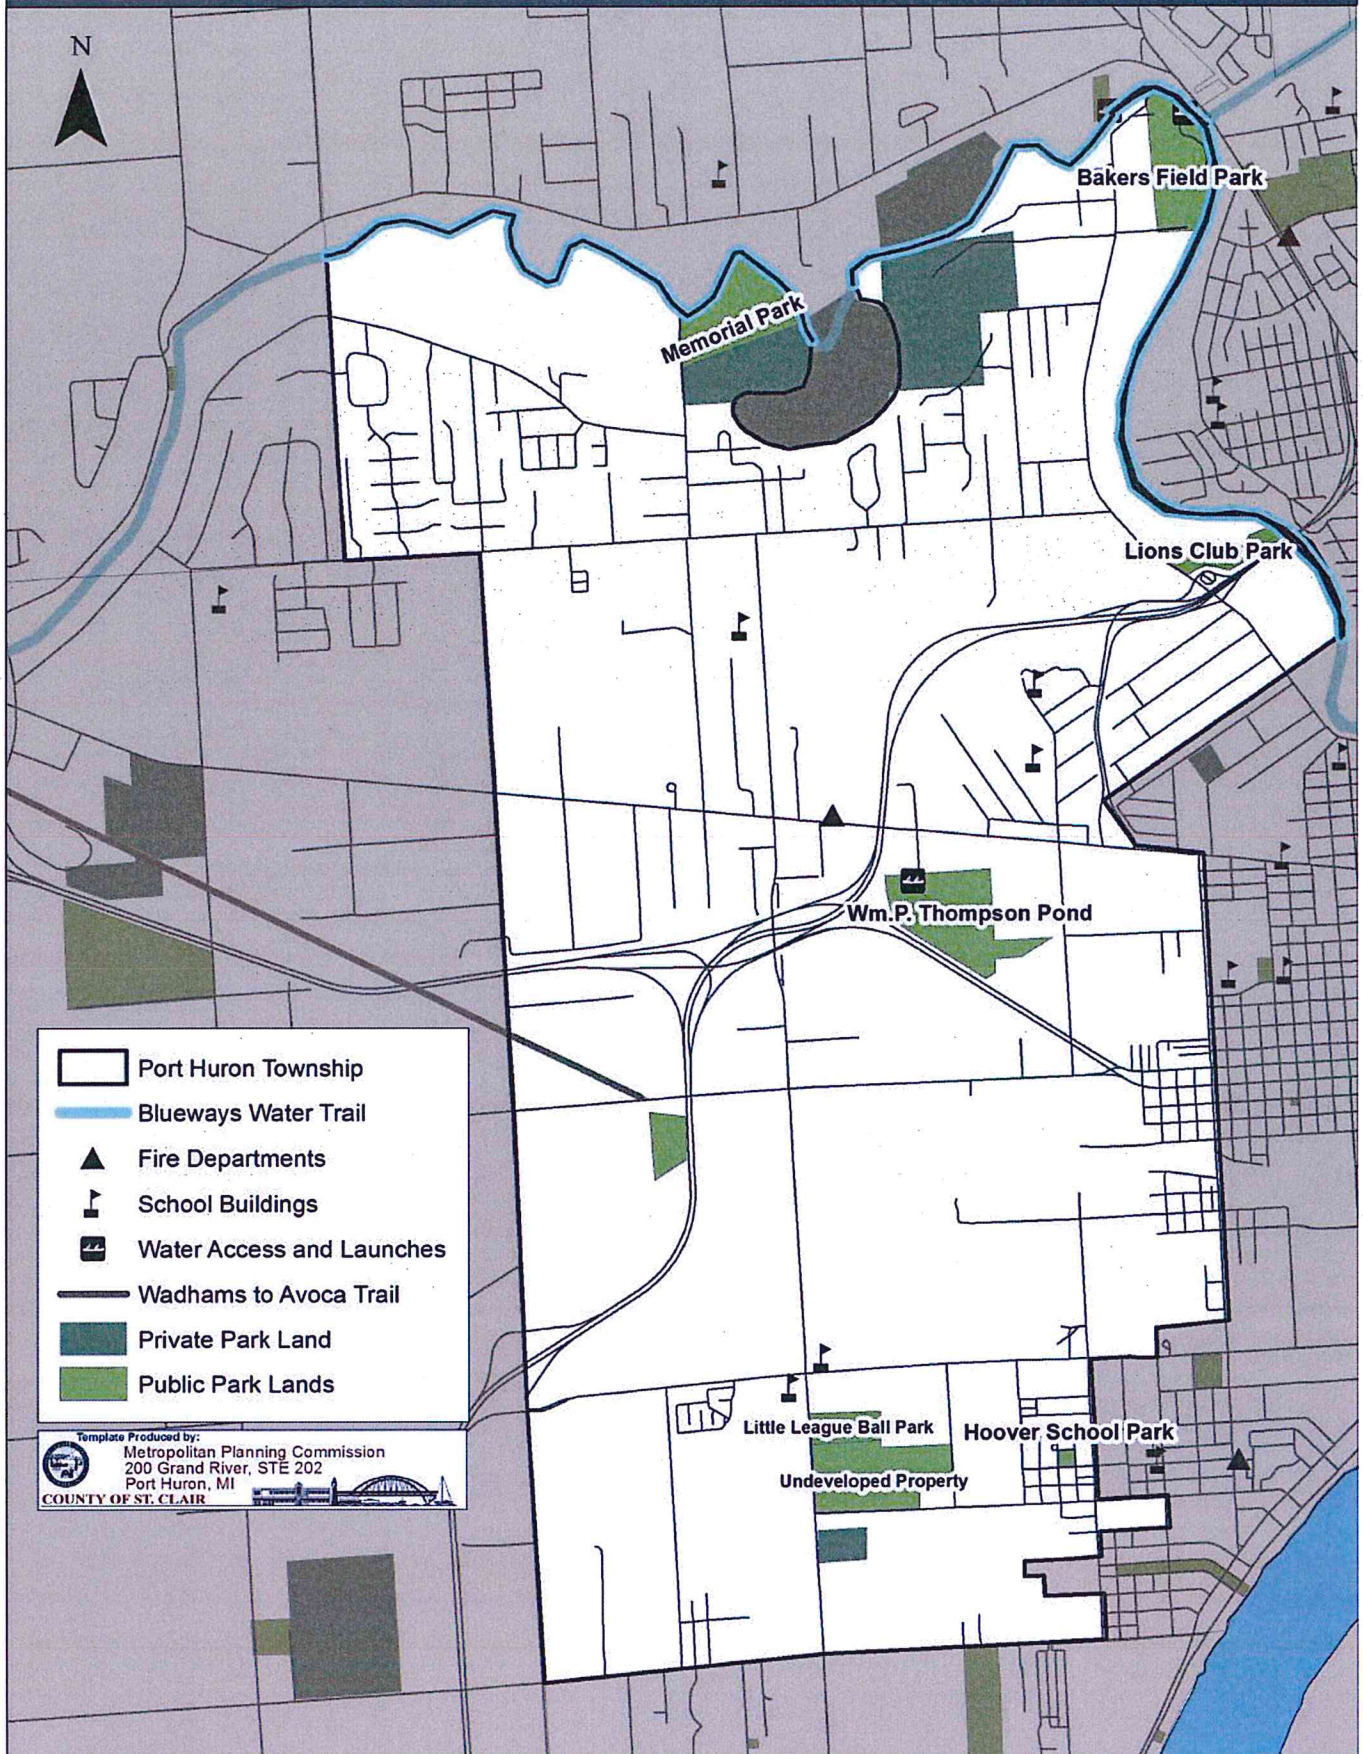 N
Bakers Field Park
Memorial Park
Lions Club Park
Wm.P. Thompson Pond
Port Huron Township
Blueways Water Trail
Fire Departments
School Buildings
Water Access and Launches
Wadhams to Avoca Trail
Private Park Land
Public Park Lands
Little League Ball Park
Hoover School Park
Undeveloped Property
Template Produced by:
Metropolitan Planning Commission
200 Grand River, STE 202
Port Huron, MI
COUNTY OF ST. CLAIR